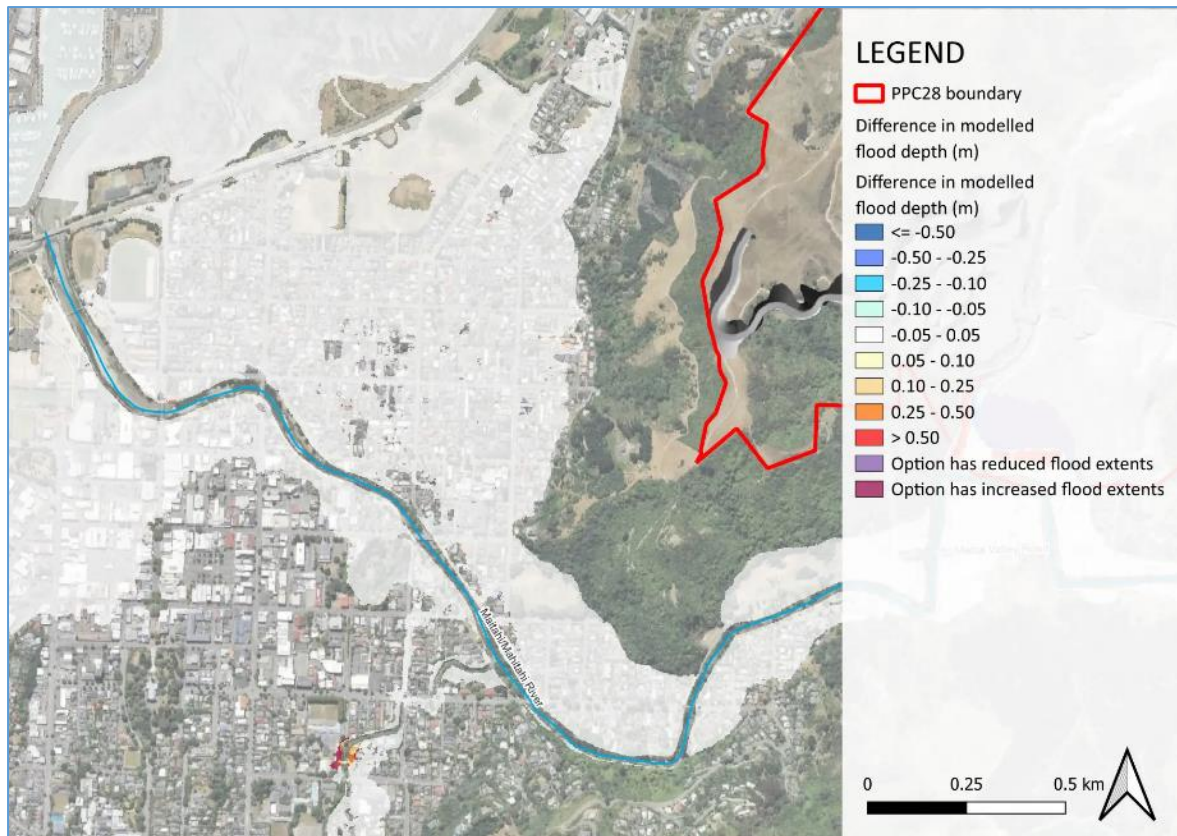 LEGEND
PPC28 boundary
Difference in modelled
flood depth (m)
Difference in modelled
flood depth (m)
<= -0.50
-0.50 - -0.25
-0.25 - -0.10
-0.10 - -0.05
-0.05 - 0.05
0.05 - 0.10
0.10 - 0.25
0.25 - 0.50
> 0.50
Option has reduced flood extents
Option has increased flood extents
Maitahi/Mahitahi River
0 0.25 0.5 km